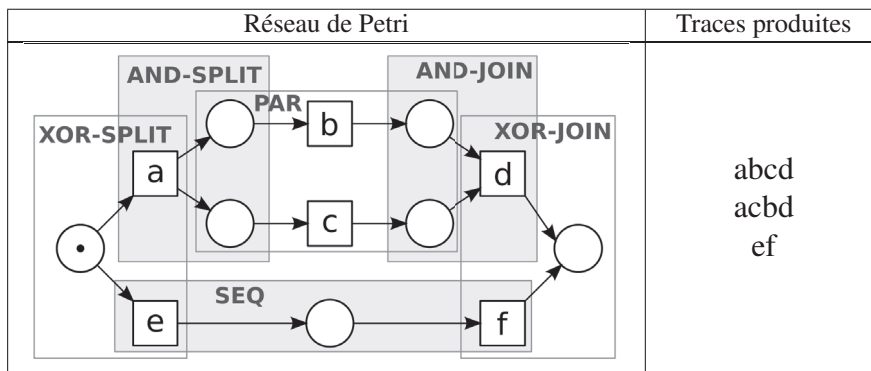 Réseau de Petri
Traces produites
AND-SPLIT
AND-JOIN
PAR
b
XOR-SPLIT
XOR-JOIN
a
d
abcd
c
acbd
ef
SEQ
e
f